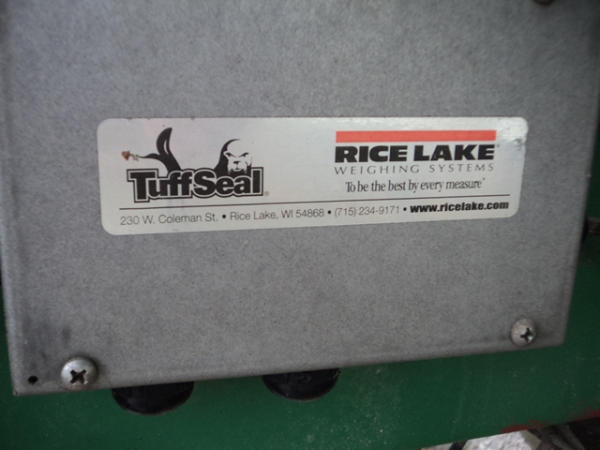 TuffSeal®
RICE LAKE®
WEIGHING SYSTEMS
To be the best by every measure®
230 W. Coleman St. • Rice Lake, WI 54868 • (715) 234-9171 • www.ricelake.com